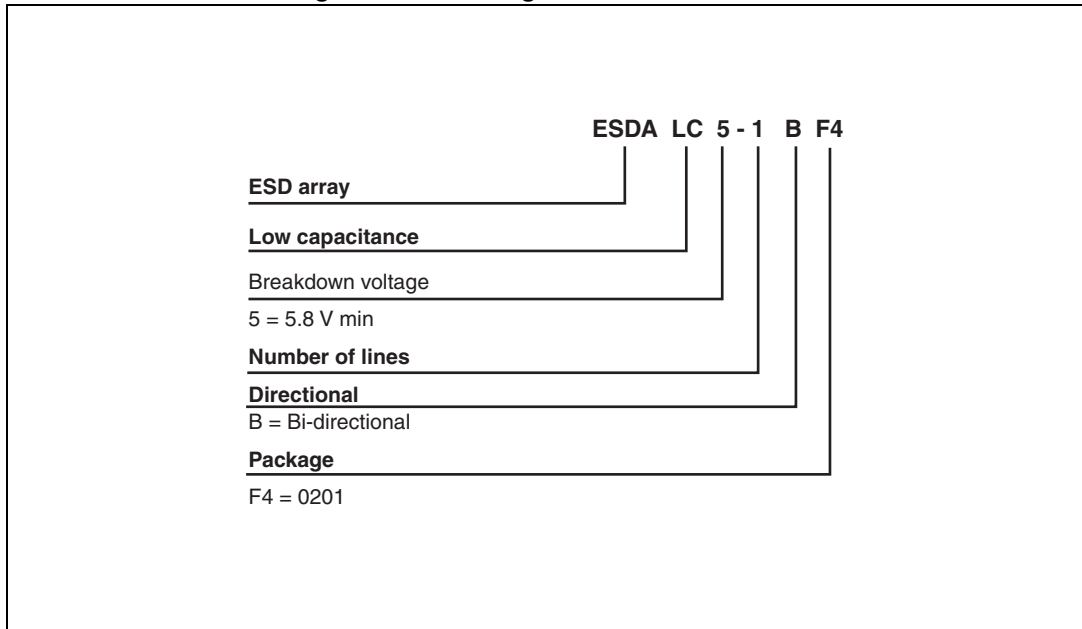 ESDA LC 5 - 1 B F4
ESD array
Low capacitance
Breakdown voltage
5 = 5.8 V min
Number of lines
Directional
B = Bi-directional
Package
F4 = 0201